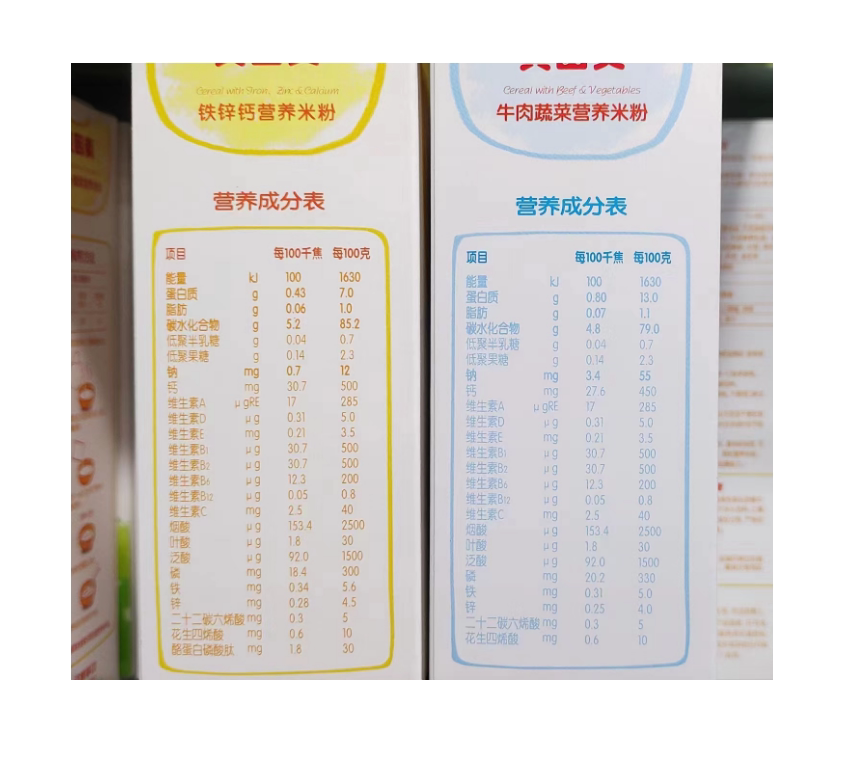 Cereal with Iron, Zinc & Calcium
铁锌钙营养米粉
营养成分表
项目 每100千焦 每100克
能量 kJ 100 1630
蛋白质 g 0.43 7.0
脂肪 g 0.06 1.0
碳水化合物 g 5.2 85.2
低聚半乳糖 g 0.04 0.7
低聚果糖 g 0.14 2.3
钠 mg 0.7 12
钙 mg 30.7 500
维生素A μgRE 17 285
维生素D μg 0.31 5.0
维生素E mg 0.21 3.5
维生素B1 μg 30.7 500
维生素B2 μg 30.7 500
维生素B6 μg 12.3 200
维生素B12 μg 0.05 0.8
维生素C mg 2.5 40
烟酸 μg 153.4 2500
叶酸 μg 1.8 30
泛酸 μg 92.0 1500
磷 mg 18.4 300
铁 mg 0.34 5.6
锌 mg 0.28 4.5
二十二碳六烯酸 mg 0.3 5
花生四烯酸 mg 0.6 10
酪蛋白磷酸肽 mg 1.8 30
Cereal with Beef & Vegetables
牛肉蔬菜营养米粉
营养成分表
项目 每100千焦 每100克
能量 kJ 100 1630
蛋白质 g 0.80 13.0
脂肪 g 0.07 1.1
碳水化合物 g 4.8 79.0
低聚半乳糖 g 0.04 0.7
低聚果糖 g 0.14 2.3
钠 mg 3.4 55
钙 mg 27.6 450
维生素A μgRE 17 285
维生素D μg 0.31 5.0
维生素E mg 0.21 3.5
维生素B1 μg 30.7 500
维生素B2 μg 30.7 500
维生素B6 μg 12.3 200
维生素B12 μg 0.05 0.8
维生素C mg 2.5 40
烟酸 μg 153.4 2500
叶酸 μg 1.8 30
泛酸 μg 92.0 1500
磷 mg 20.2 330
铁 mg 0.31 5.0
锌 mg 0.25 4.0
二十二碳六烯酸 mg 0.3 5
花生四烯酸 mg 0.6 10